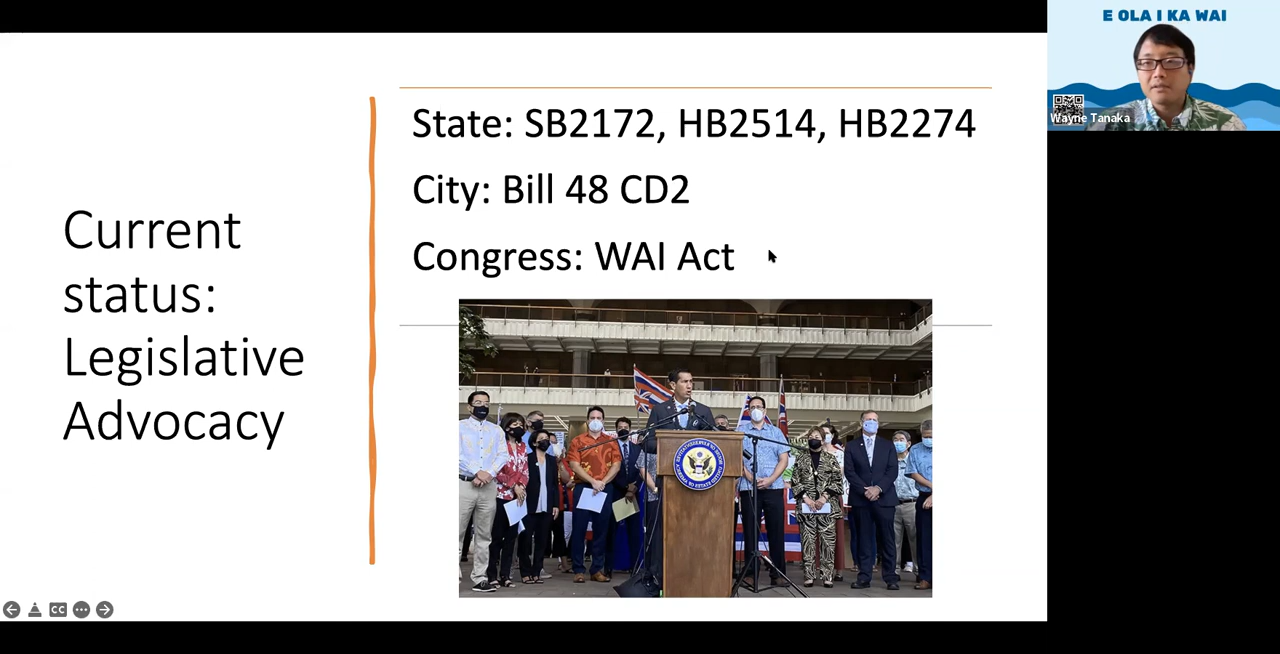 E OLA I KA WAI
Wayne Tanaka
Current
status:
Legislative
Advocacy
State: SB2172, HB2514, HB2274
City: Bill 48 CD2
Congress: WAI Act
CC